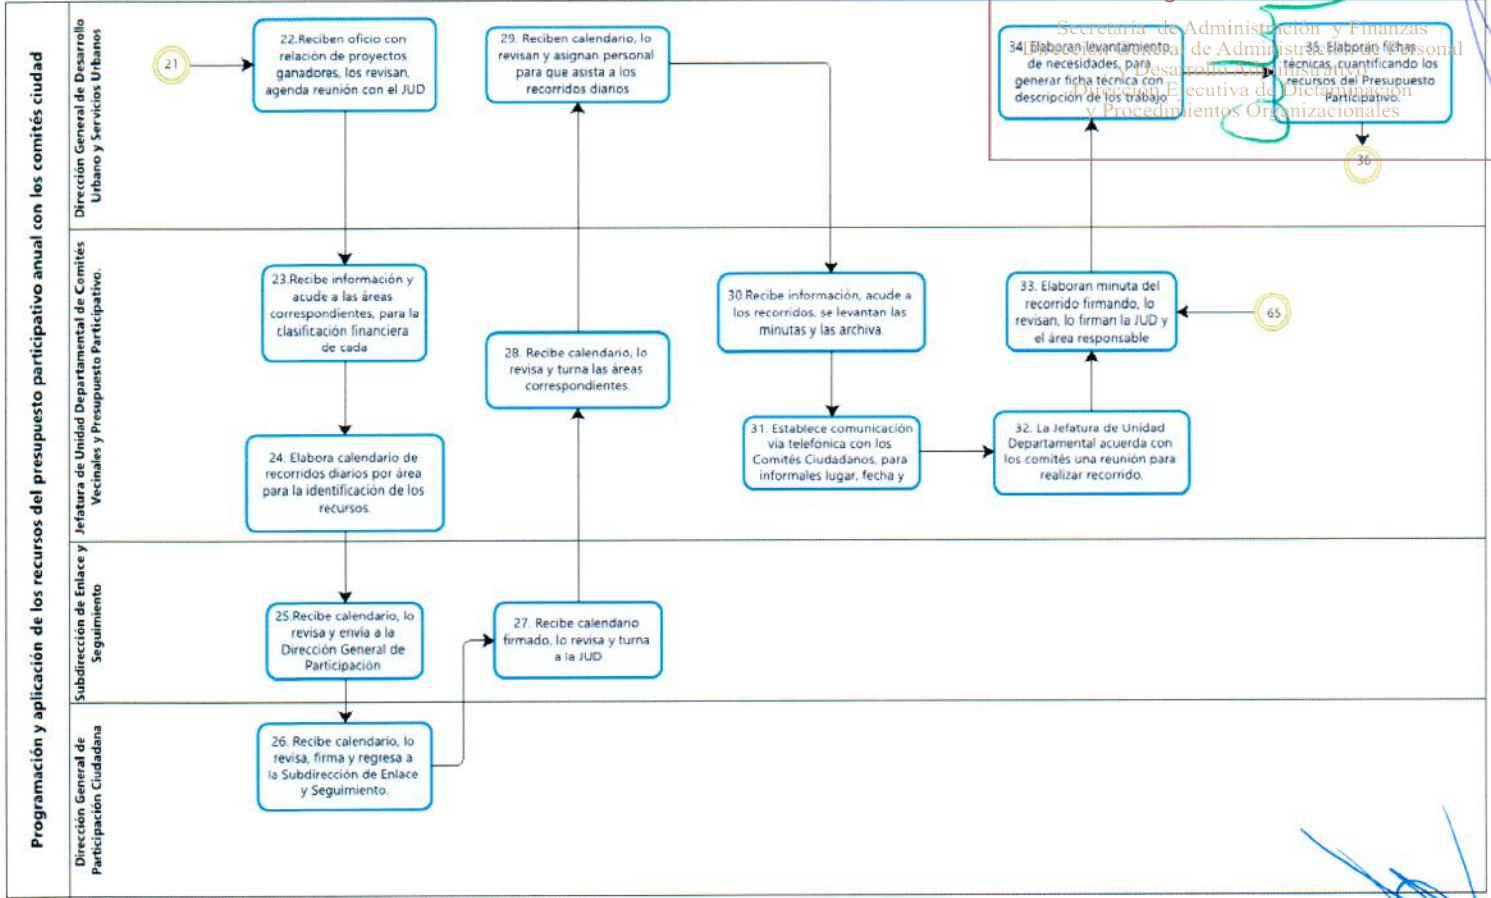 Programación y aplicación de los recursos del presupuesto participativo anual con los comités ciudad
Dirección General de Desarrollo
Urbano y Servicios Urbanos
21
22.Reciben oficio con
relación de proyectos
ganadores, los revisan,
agenda reunión con el JUD
29. Reciben calendario, lo
revisan y asignan personal
para que asista a los
recorridos diarios
34. Elaboran levantamiento
de necesidades, para
generar ficha técnica con
descripción de los trabajo
35. Elaboran fichas
técnicas, cuantificando los
recursos del Presupuesto
Participativo.
36
Secretaría de Administración y Finanzas
Dirección General de Administración de Personal
y Desarrollo Administrativo
Dirección Ejecutiva de Dictaminación
y Procedimientos Organizacionales
Jefatura de Unidad Departamental de Comités
Vecinales y Presupuesto Participativo.
23.Recibe información y
acude a las áreas
correspondientes, para la
clasificación financiera
de cada
24. Elabora calendario de
recorridos diarios por área
para la identificación de los
recursos.
28. Recibe calendario, lo
revisa y turna las áreas
correspondientes.
30.Recibe información, acude a
los recorridos, se levantan las
minutas y las archiva.
31. Establece comunicación
via telefónica con los
Comités Ciudadanos, para
informales lugar, fecha y
32. La Jefatura de Unidad
Departamental acuerda con
los comités una reunión para
realizar recorrido.
33. Elaboran minuta del
recorrido firmando, lo
revisan, lo firman la JUD y
el área responsable
65
Subdirección de Enlace y
Seguimiento
25.Recibe calendario, lo
revisa y envía a la
Dirección General de
Participación
27. Recibe calendario
firmado, lo revisa y turna
a la JUD
Dirección General de
Participación Ciudadana
26. Recibe calendario, lo
revisa, firma y regresa a
la Subdirección de Enlace
y Seguimiento.